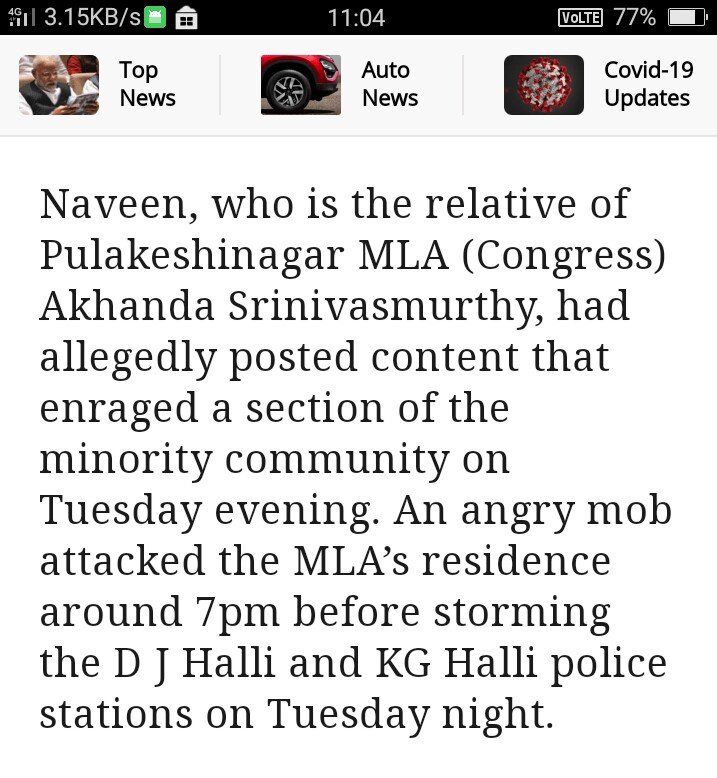 4G 3.15KB/s 11:04 VoLTE 77%
Top News
Auto News
Covid-19 Updates
Naveen, who is the relative of
Pulakeshinagar MLA (Congress)
Akhanda Srinivasmurthy, had
allegedly posted content that
enraged a section of the
minority community on
Tuesday evening. An angry mob
attacked the MLA’s residence
around 7pm before storming
the D J Halli and KG Halli police
stations on Tuesday night.